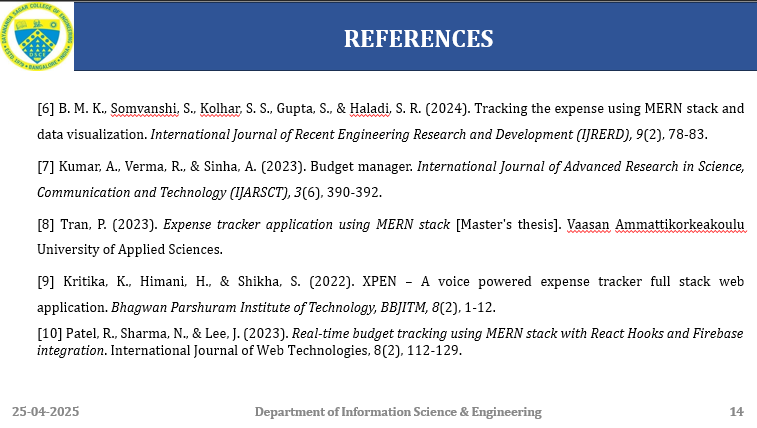 DAYANANDA SAGAR COLLEGE OF ENGINEERING
REFERENCES
[6] B. M. K., Somvanshi, S., Kolhar, S. S., Gupta, S., & Haladi, S. R. (2024). Tracking the expense using MERN stack and
data visualization. International Journal of Recent Engineering Research and Development (IJRERD), 9(2), 78-83.
[7] Kumar, A., Verma, R., & Sinha, A. (2023). Budget manager. International Journal of Advanced Research in Science,
Communication and Technology (IJARSCT), 3(6), 390-392.
[8] Tran, P. (2023). Expense tracker application using MERN stack [Master's thesis]. Vaasan Ammattikorkeakoulu
University of Applied Sciences.
[9] Kritika, K., Himani, H., & Shikha, S. (2022). XPEN – A voice powered expense tracker full stack web
application. Bhagwan Parshuram Institute of Technology, BBJITM, 8(2), 1-12.
[10] Patel, R., Sharma, N., & Lee, J. (2023). Real-time budget tracking using MERN stack with React Hooks and Firebase
integration. International Journal of Web Technologies, 8(2), 112-129.
25-04-2025 Department of Information Science & Engineering 14